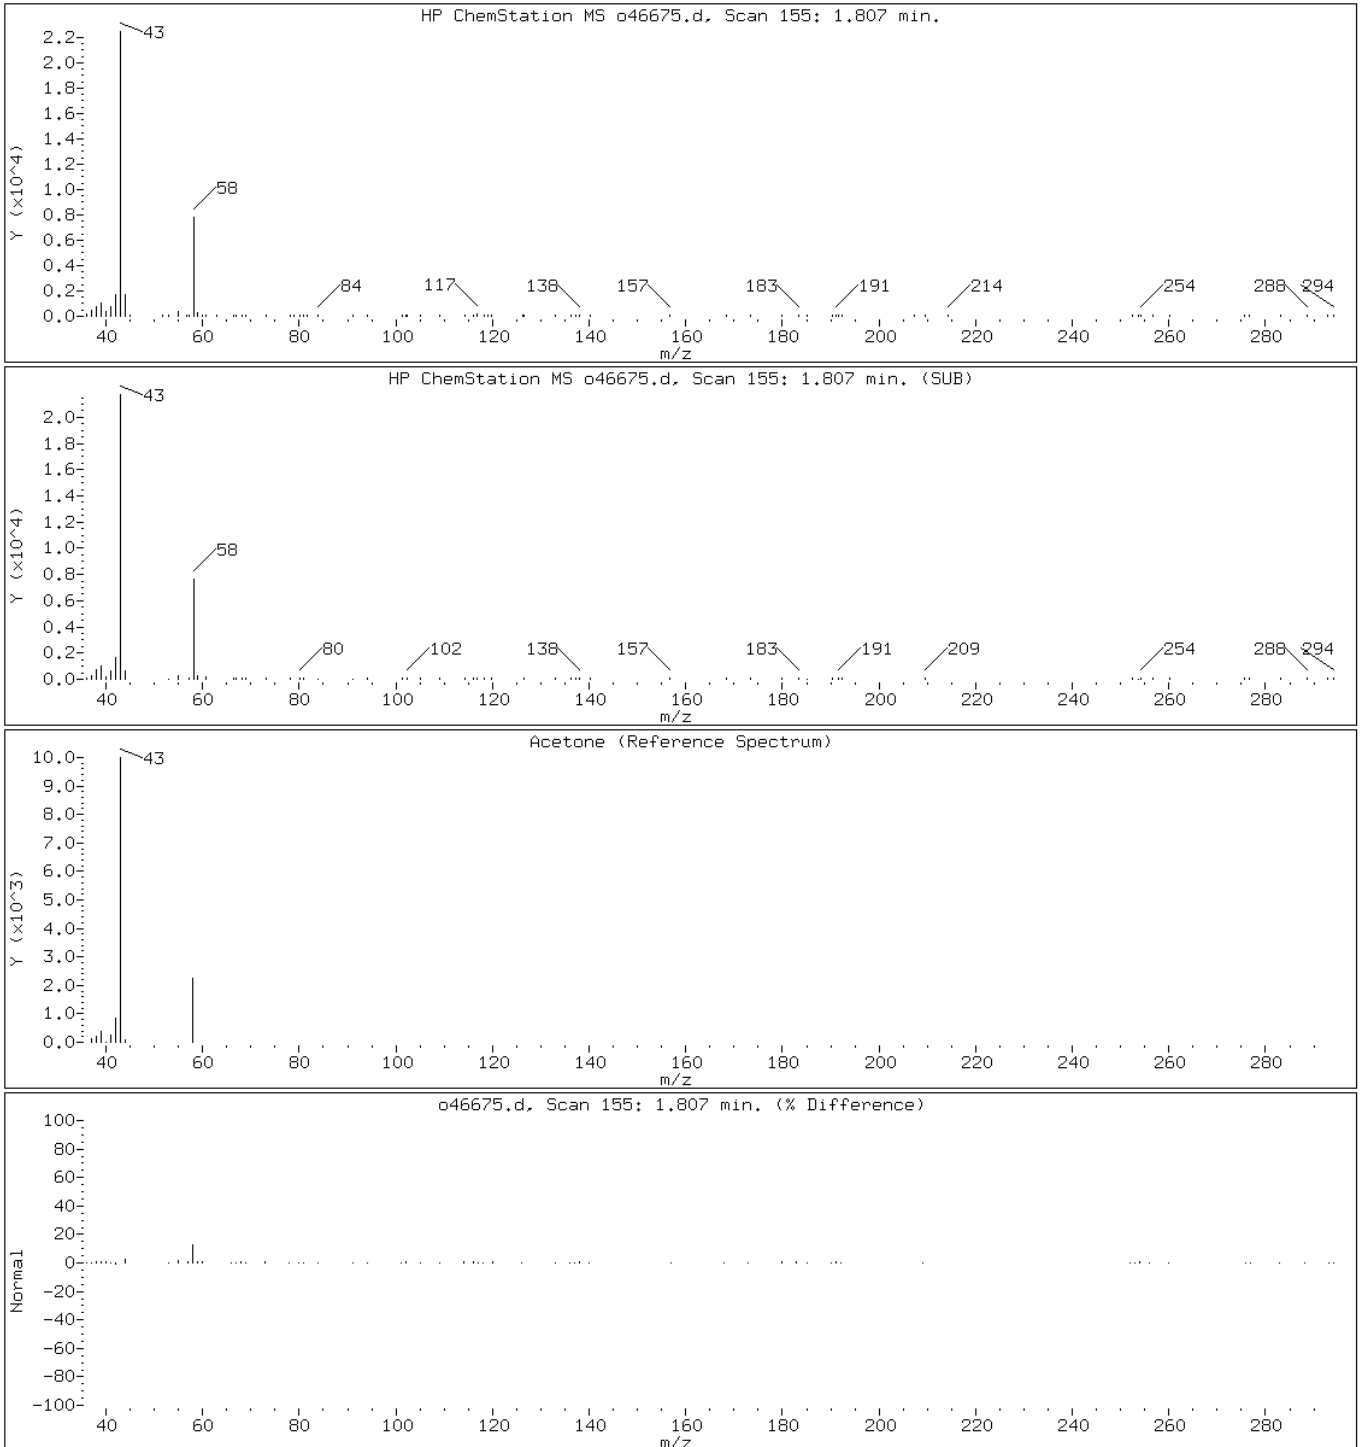 HP ChemStation MS o46675.d, Scan 155: 1.807 min.
43
2.2
2.0
1.8
1.6
1.4
1.2
1.0
58
0.8
0.6
0.4
84 117 138 157 183 191 214 254 288 294
0.2
0.0
Y (x10^4)
40 60 80 100 120 140 160 180 200 220 240 260 280
m/z
HP ChemStation MS o46675.d, Scan 155: 1.807 min. (SUB)
43
2.0
1.8
1.6
1.4
1.2
1.0
58
0.8
0.6
0.4
80 102 138 157 183 191 209 254 288 294
0.2
0.0
Y (x10^4)
40 60 80 100 120 140 160 180 200 220 240 260 280
m/z
Acetone (Reference Spectrum)
10.0
43
9.0
8.0
7.0
6.0
5.0
4.0
3.0
2.0
1.0
0.0
Y (x10^3)
40 60 80 100 120 140 160 180 200 220 240 260 280
m/z
o46675.d, Scan 155: 1.807 min. (% Difference)
100
80
60
40
20
0
-20
-40
-60
-80
-100
Normal
40 60 80 100 120 140 160 180 200 220 240 260 280
m/z